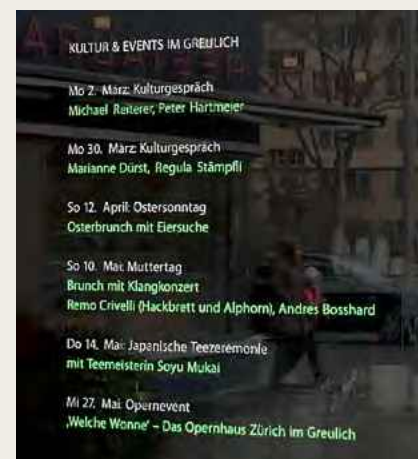 KULTUR & EVENTS IM GREULICH
Mo 2. März: Kulturgespräch
Michael Reiterer, Peter Hartmeier
Mo 30. März: Kulturgespräch
Marianne Dürst, Regula Stämpfli
So 12. April: Ostersonntag
Osterbrunch mit Eiersuche
So 10. Mai: Muttertag
Brunch mit Klangkonzert
Remo Crivelli (Hackbrett und Alphorn), Andres Bosshard
Do 14. Mai: Japanische Teezeremonie
mit Teemeisterin Soyu Mukai
Mi 27. Mai: Opernevent
‚Welche Wonne' – Das Opernhaus Zürich im Greulich